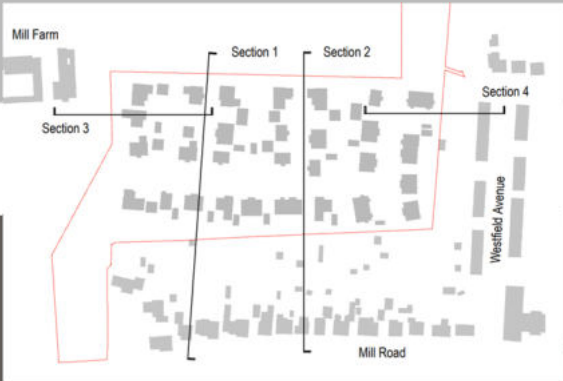 Mill Farm
Section 1
Section 2
Section 3
Section 4
Westfield Avenue
Mill Road